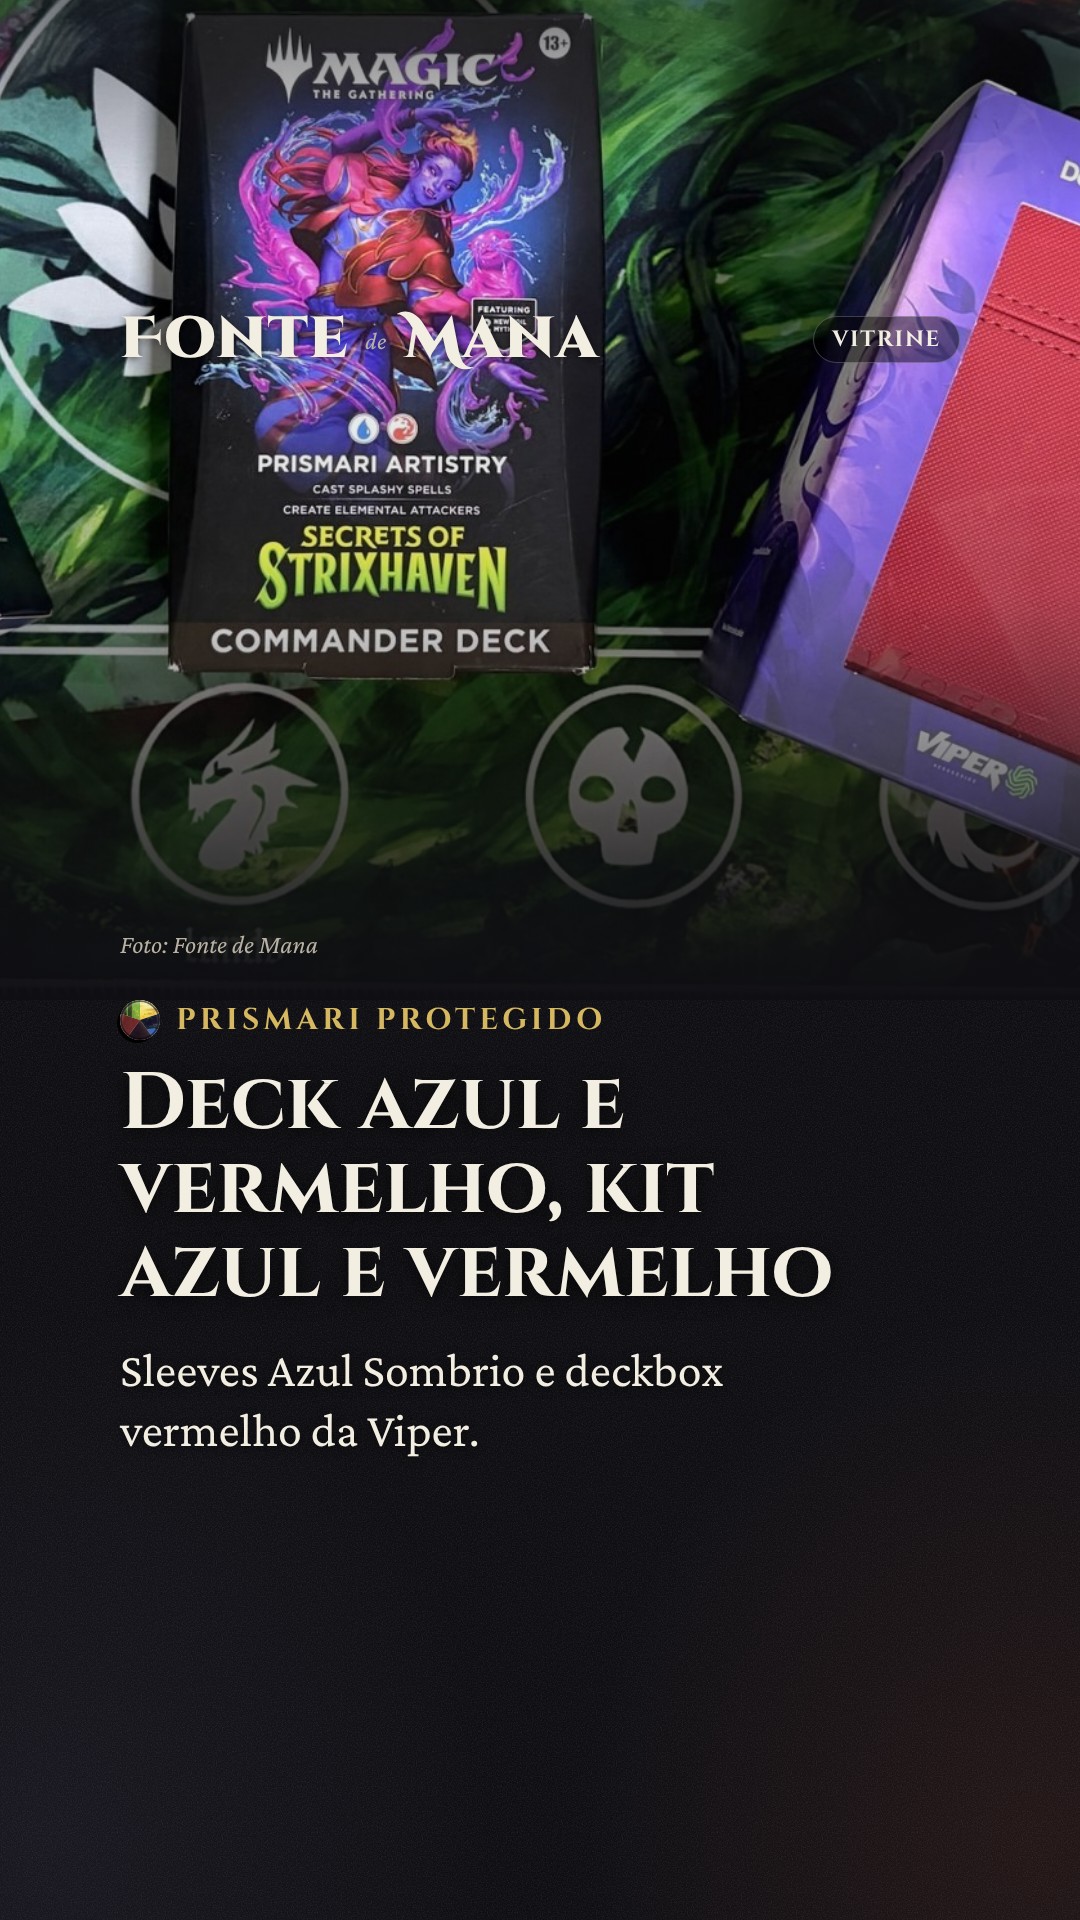 MAGIC
THE GATHERING
13+
FEATURING
FONTE de MANA
VITRINE
PRISMARI ARTISTRY
CAST SPLASHY SPELLS
CREATE ELEMENTAL ATTACKERS
SECRETS OF
STRIXHAVEN
COMMANDER DECK
VIPER
Foto: Fonte de Mana
PRISMARI PROTEGIDO
DECK AZUL E
VERMELHO, KIT
AZUL E VERMELHO
Sleeves Azul Sombrio e deckbox
vermelho da Viper.